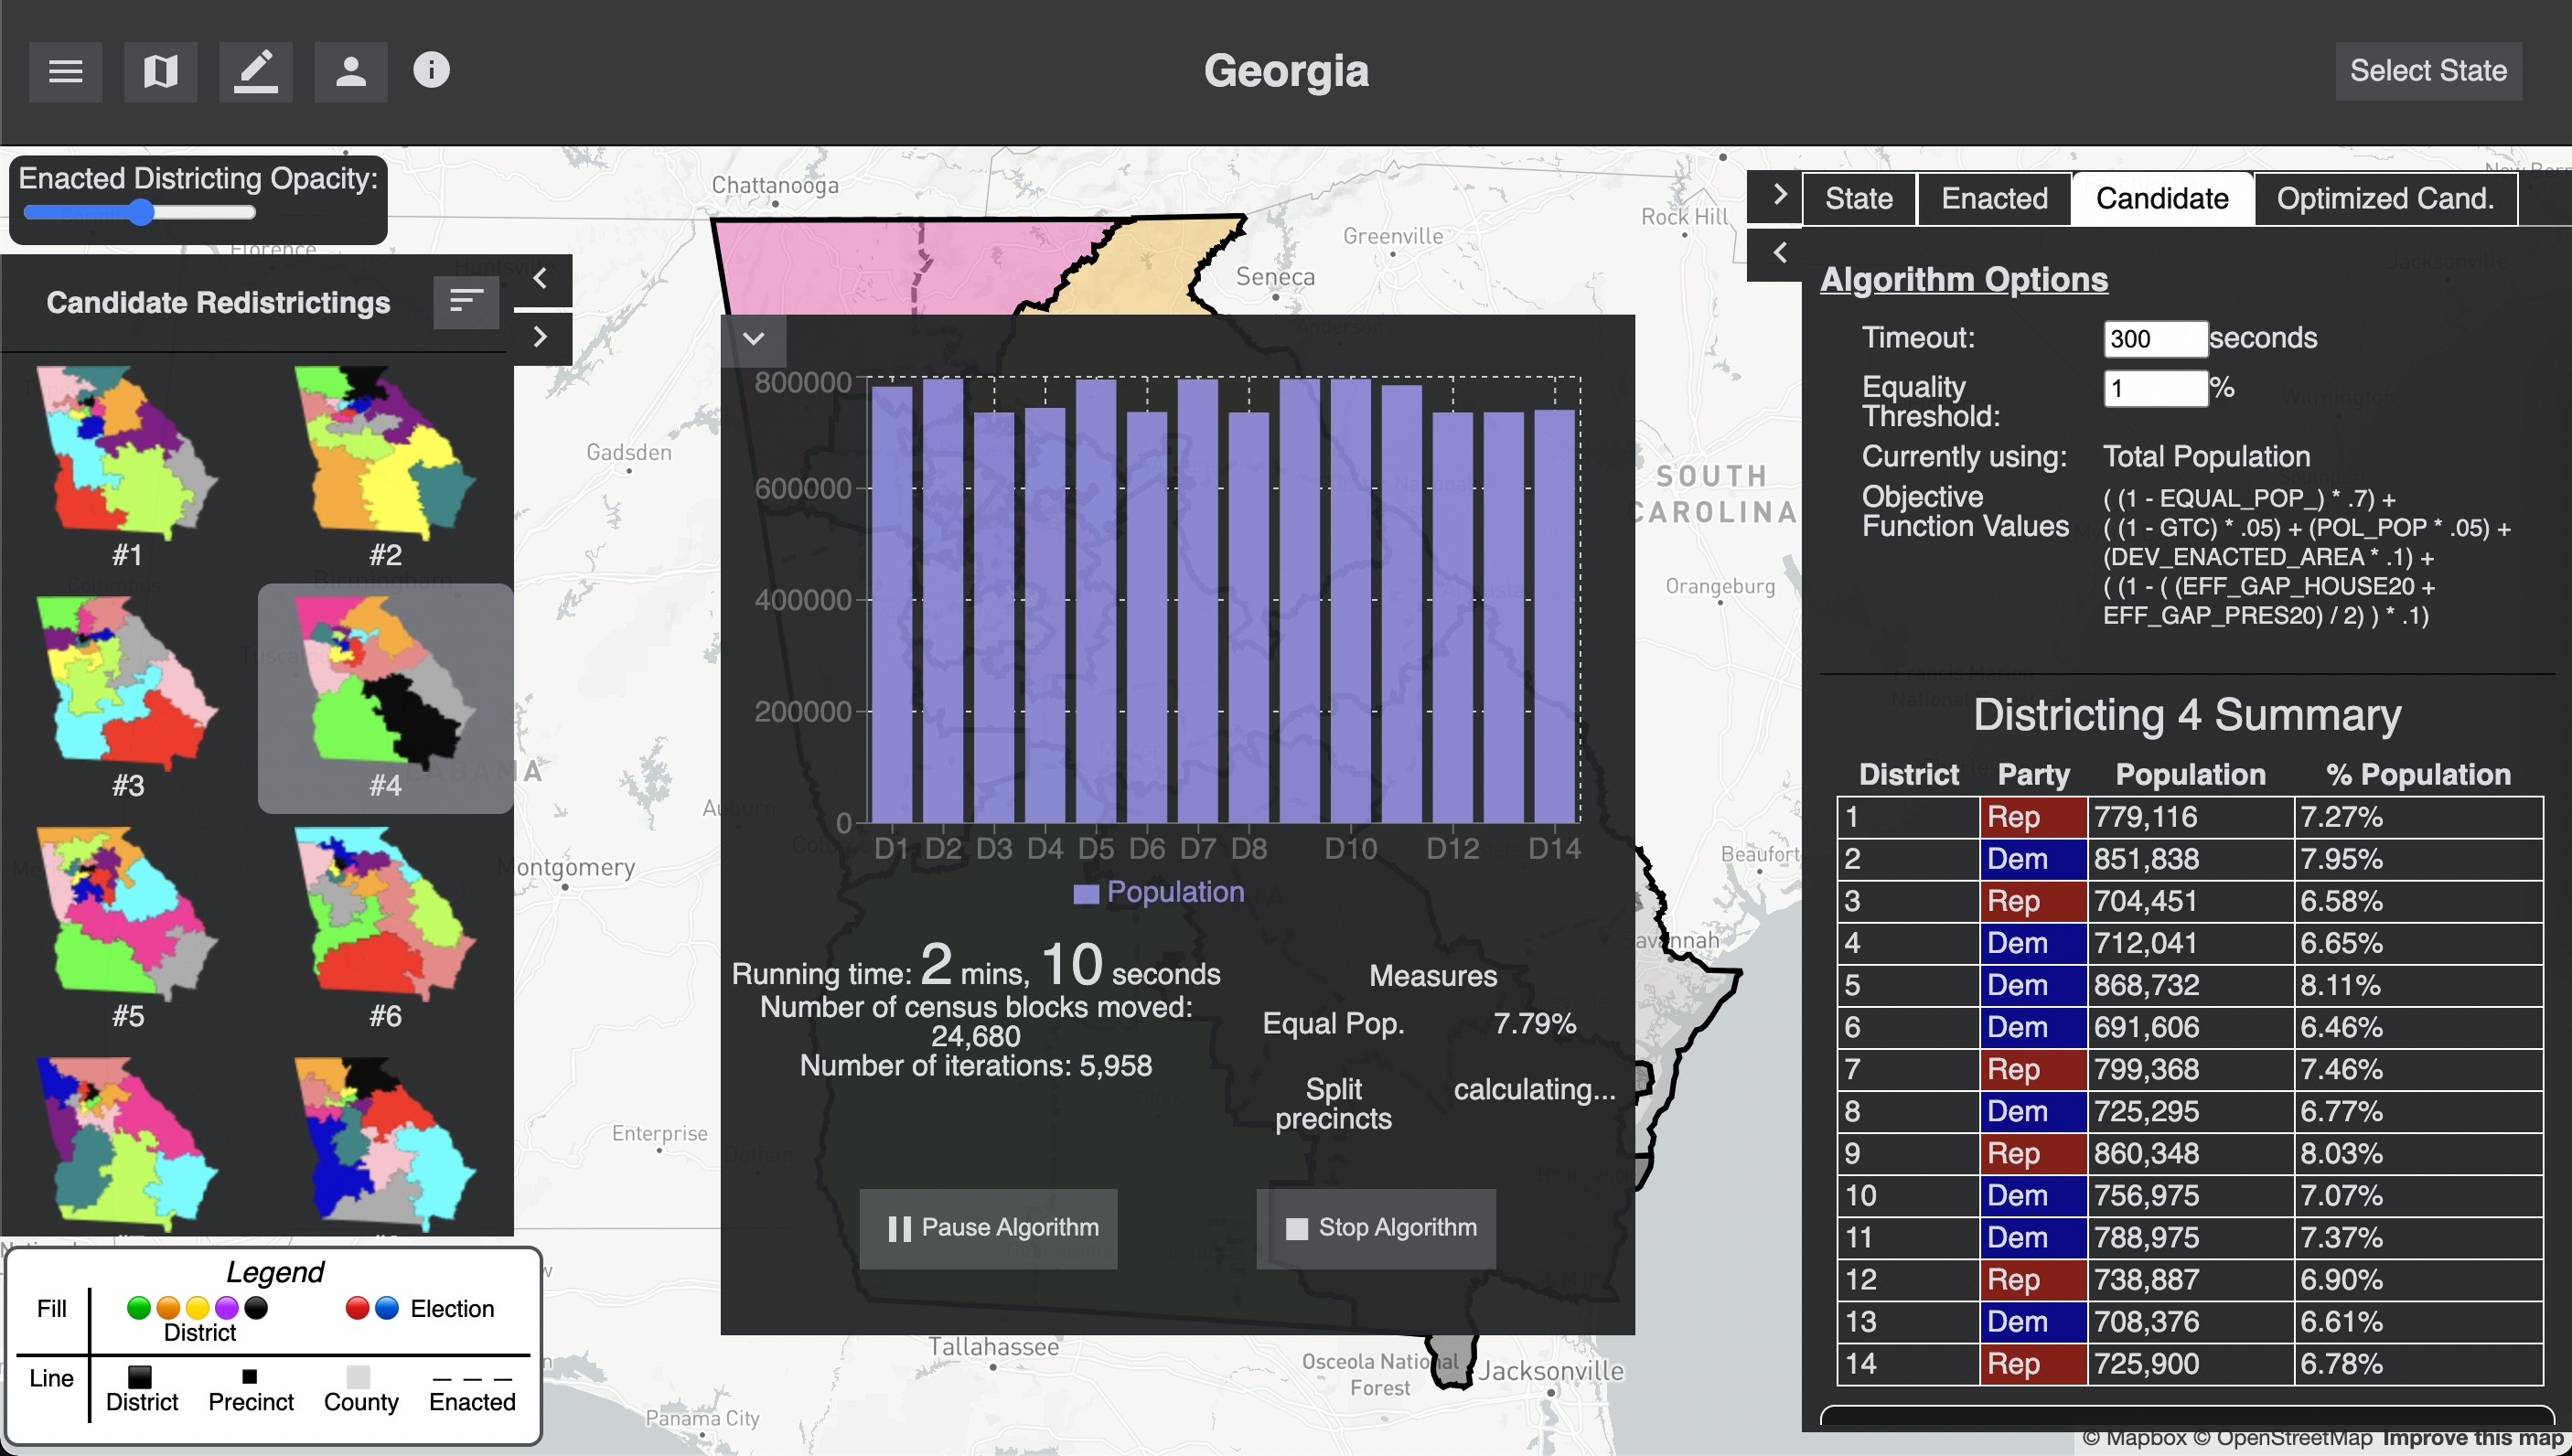 Georgia
Select State
Enacted Districting Opacity:
Candidate Redistrictings
#1
#2
#3
#4
#5
#6
Legend
Fill
District
Election
Line
District
Precinct
County
Enacted
Chattanooga
Florence
Huntsville
Gadsden
Birmingham
ALABAMA
Auburn
Montgomery
Enterprise
Dothan
Tallahassee
Panama City
Rock Hill
Greenville
Seneca
Anderson
SOUTH
CAROLINA
Orangeburg
Beaufort
Osceola National
Forest
Jacksonville
800000
600000
400000
200000
0
D1 D2 D3 D4 D5 D6 D7 D8 D10 D12 D14
Population
Running time: 2 mins, 10 seconds
Number of census blocks moved:
24,680
Number of iterations: 5,958
Measures
Equal Pop. 7.79%
Split
precincts
calculating...
Pause Algorithm
Stop Algorithm
State
Enacted
Candidate
Optimized Cand.
Algorithm Options
Timeout: 300 seconds
Equality
Threshold:
1 %
Currently using: Total Population
Objective
Function Values
( (1 - EQUAL_POP_) * .7) +
( (1 - GTC) * .05) + (POL_POP * .05) +
(DEV_ENACTED_AREA * .1) +
( (1 - ( (EFF_GAP_HOUSE20 +
EFF_GAP_PRES20) / 2) ) * .1)
Districting 4 Summary
District Party Population % Population
1 Rep 779,116 7.27%
2 Dem 851,838 7.95%
3 Rep 704,451 6.58%
4 Dem 712,041 6.65%
5 Dem 868,732 8.11%
6 Dem 691,606 6.46%
7 Rep 799,368 7.46%
8 Dem 725,295 6.77%
9 Rep 860,348 8.03%
10 Dem 756,975 7.07%
11 Dem 788,975 7.37%
12 Rep 738,887 6.90%
13 Dem 708,376 6.61%
14 Rep 725,900 6.78%
© Mapbox © OpenStreetMap Improve this map